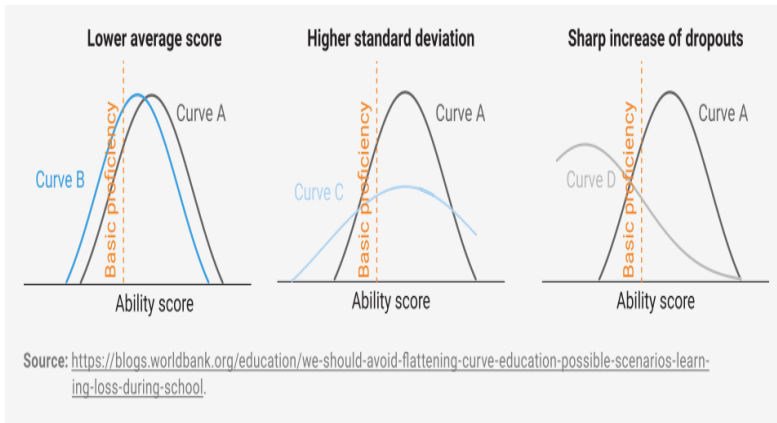 Lower average score
Higher standard deviation
Sharp increase of dropouts
Basic proficiency
Curve A
Curve B
Ability score
Basic proficiency
Curve A
Curve C
Ability score
Basic proficiency
Curve A
Curve D
Ability score
Source: https://blogs.worldbank.org/education/we-should-avoid-flattening-curve-education-possible-scenarios-learn-
ing-loss-during-school.